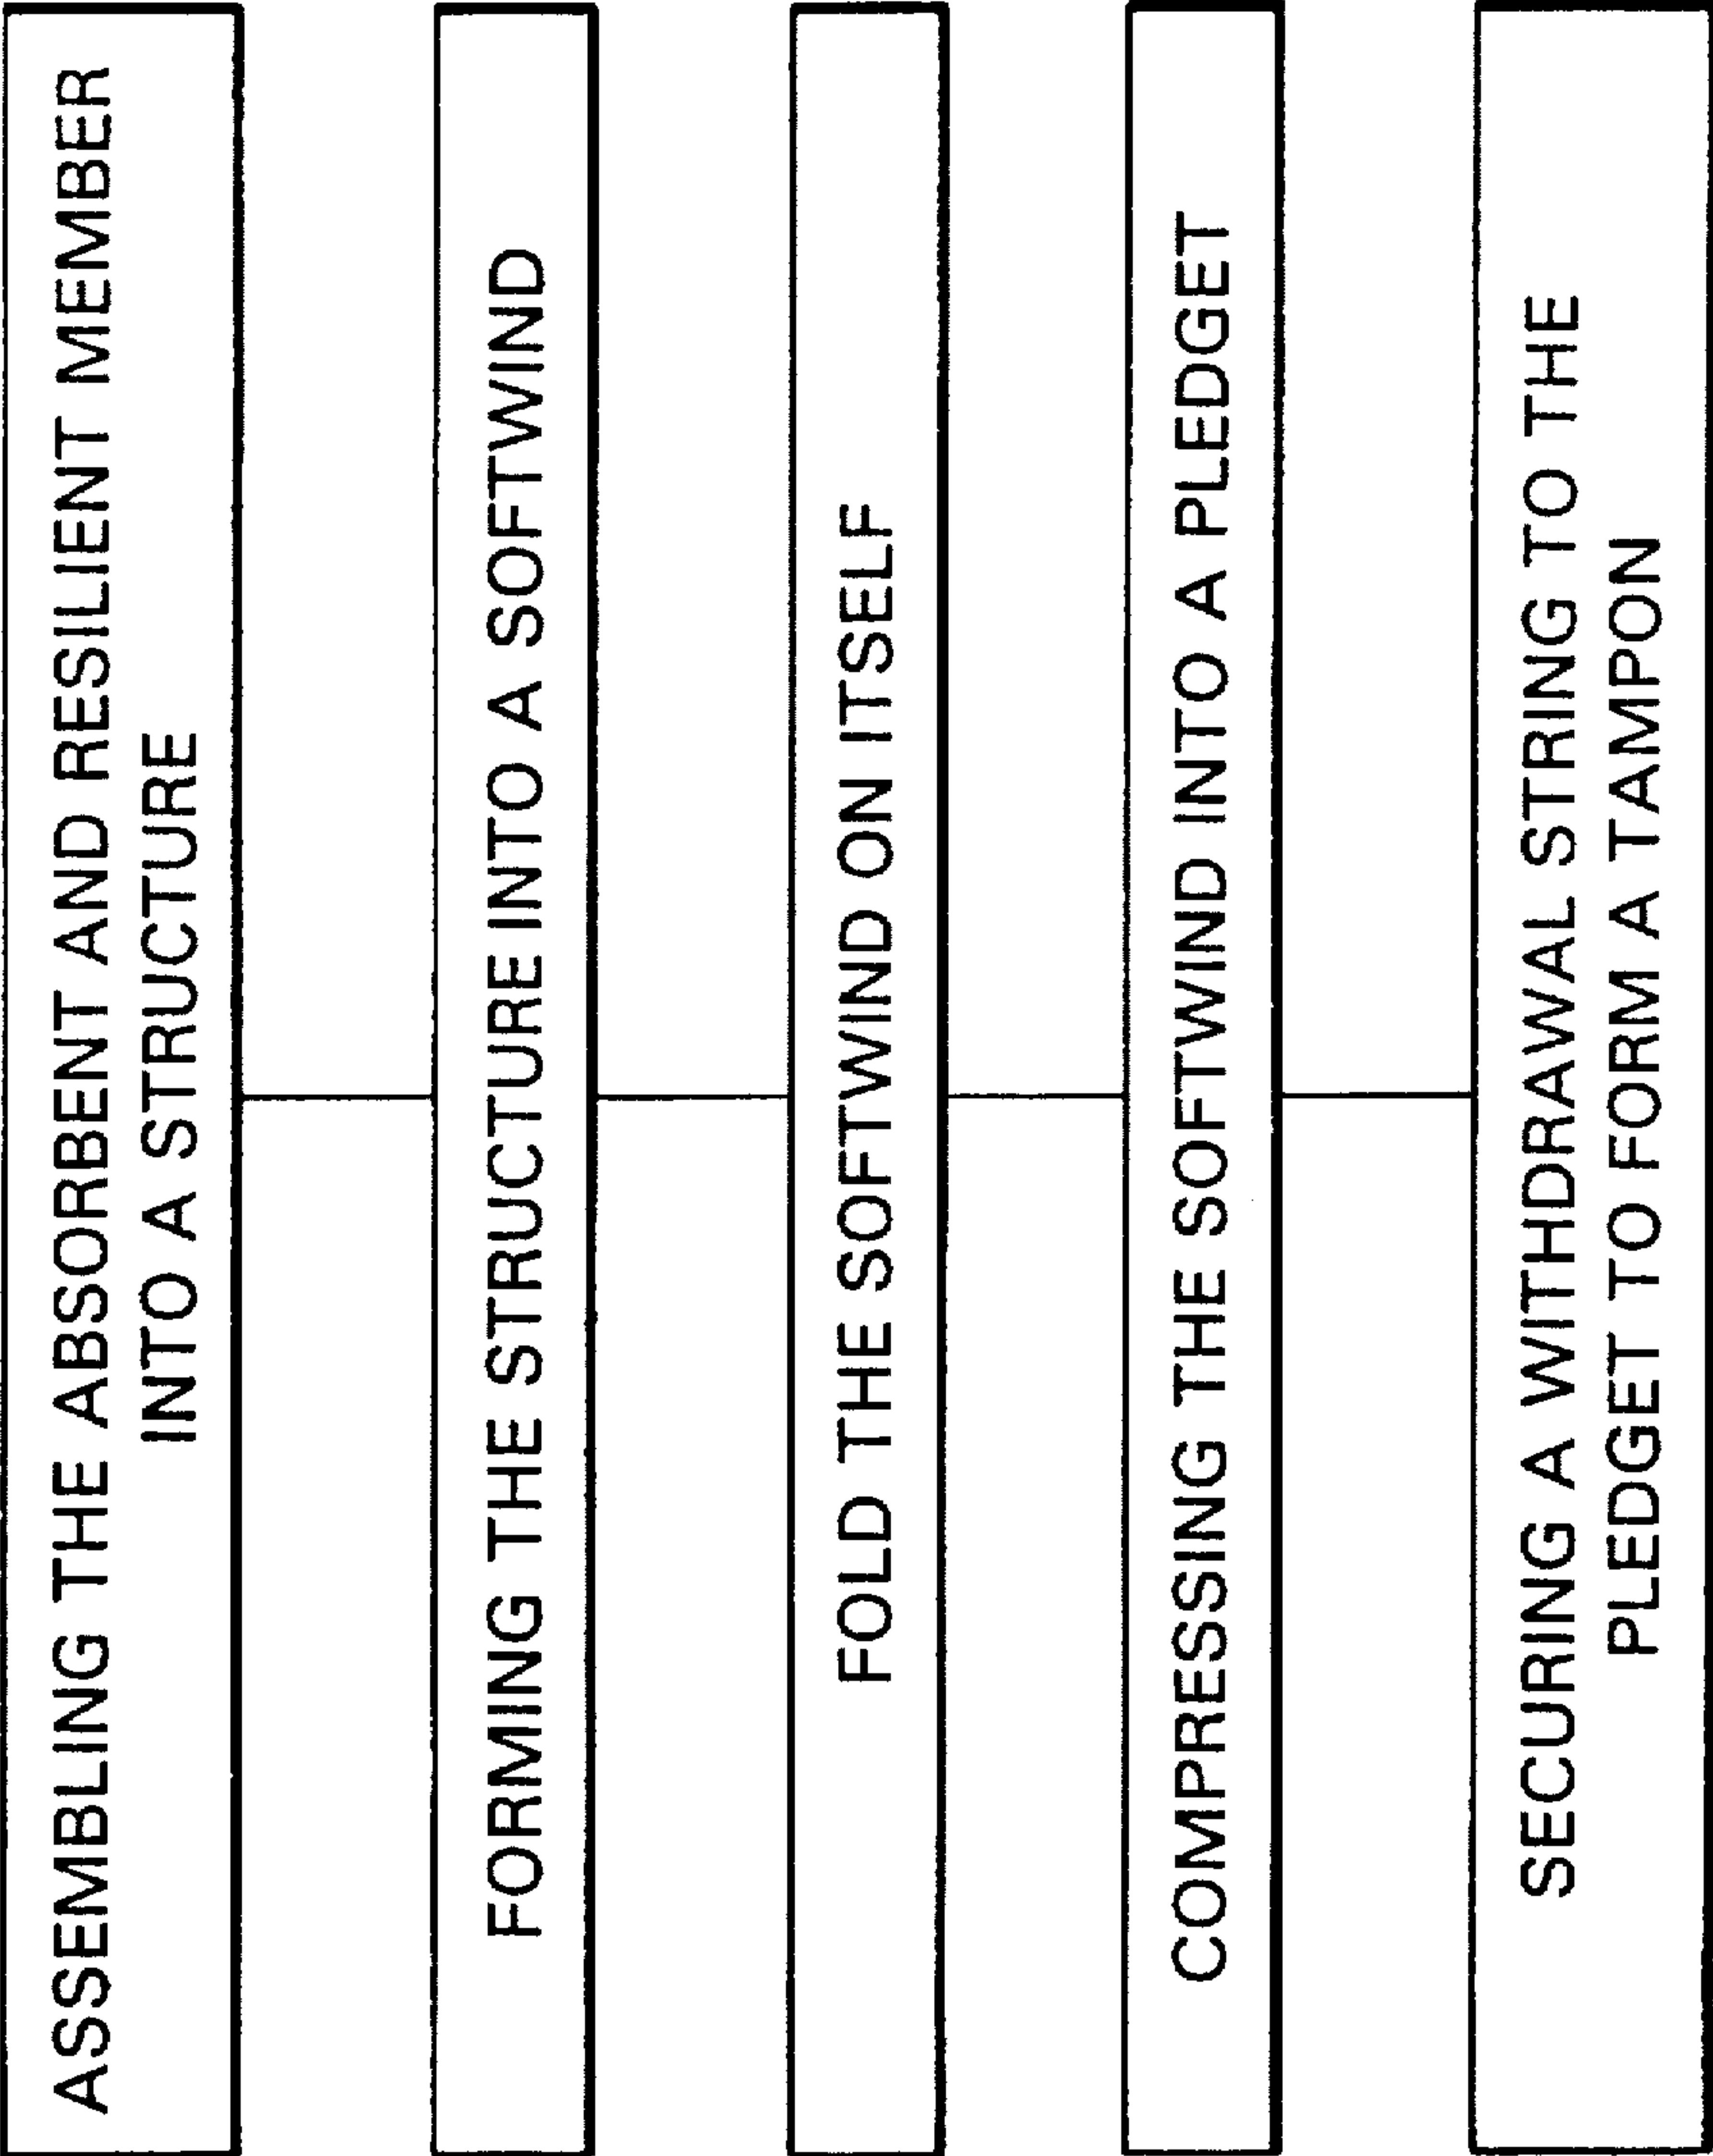 ASSEMBLING THE ABSORBENT AND RESILIENT MEMBER
INTO A STRUCTURE
FORMING THE STRUCTURE INTO A SOFTWIND
FOLD THE SOFTWIND ON ITSELF
COMPRESSING THE SOFTWIND INTO A PLEDGET
SECURING A WITHDRAWAL STRING TO THE
PLEDGET TO FORM A TAMPON